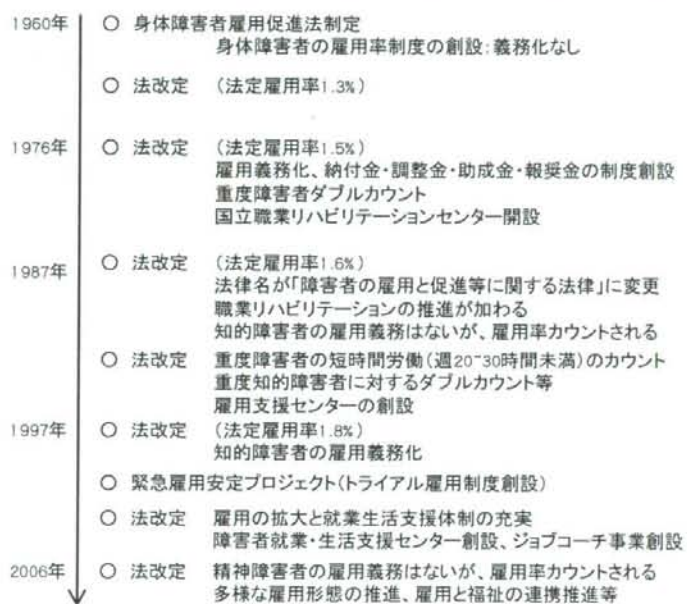 1960年 ○ 身体障害者雇用促進法制定
身体障害者の雇用率制度の創設：義務化なし
○ 法改定 （法定雇用率1.3%）
1976年 ○ 法改定 （法定雇用率1.5%）
雇用義務化、納付金・調整金・助成金・報奨金の制度創設
重度障害者ダブルカウント
国立職業リハビリテーションセンター開設
1987年 ○ 法改定 （法定雇用率1.6%）
法律名が「障害者の雇用と促進等に関する法律」に変更
職業リハビリテーションの推進が加わる
知的障害者の雇用義務はないが、雇用率カウントされる
○ 法改定 重度障害者の短時間労働（週20~30時間未満）のカウント
重度知的障害者に対するダブルカウント等
雇用支援センターの創設
1997年 ○ 法改定 （法定雇用率1.8%）
知的障害者の雇用義務化
○ 緊急雇用安定プロジェクト（トライアル雇用制度創設）
○ 法改定 雇用の拡大と就業生活支援体制の充実
障害者就業・生活支援センター創設、ジョブコーチ事業創設
2006年 ○ 法改定 精神障害者の雇用義務はないが、雇用率カウントされる
多様な雇用形態の推進、雇用と福祉の連携推進等